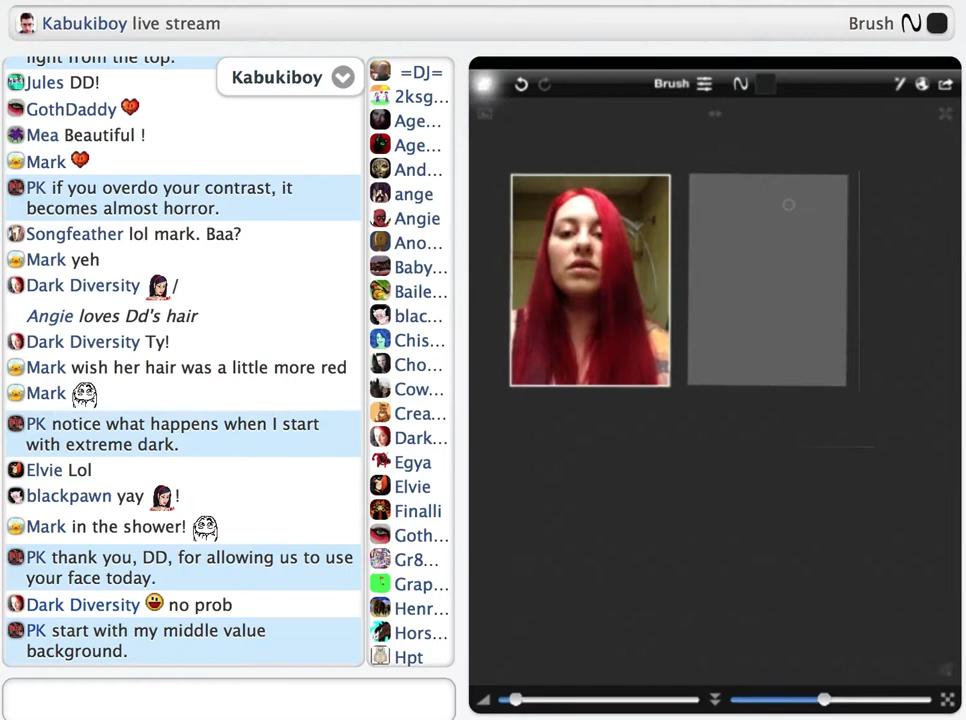 Kabukiboy live stream
Brush
light from the top.
Kabukiboy
Jules DD!
GothDaddy
Mea Beautiful !
Mark
PK if you overdo your contrast, it
becomes almost horror.
Songfeather lol mark. Baa?
Mark yeh
Dark Diversity /
Angie loves Dd's hair
Dark Diversity Ty!
Mark wish her hair was a little more red
Mark
PK notice what happens when I start
with extreme dark.
Elvie Lol
blackpawn yay !
Mark in the shower!
PK thank you, DD, for allowing us to use
your face today.
Dark Diversity no prob
PK start with my middle value
background.
=DJ=
2ksg...
Age...
Age...
And...
ange
Angie
Ano...
Baby...
Baile...
blac...
Chis...
Cho...
Cow...
Crea...
Dark...
Egya
Elvie
Finalli
Goth...
Gr8...
Grap...
Henr...
Hors...
Hpt
Brush